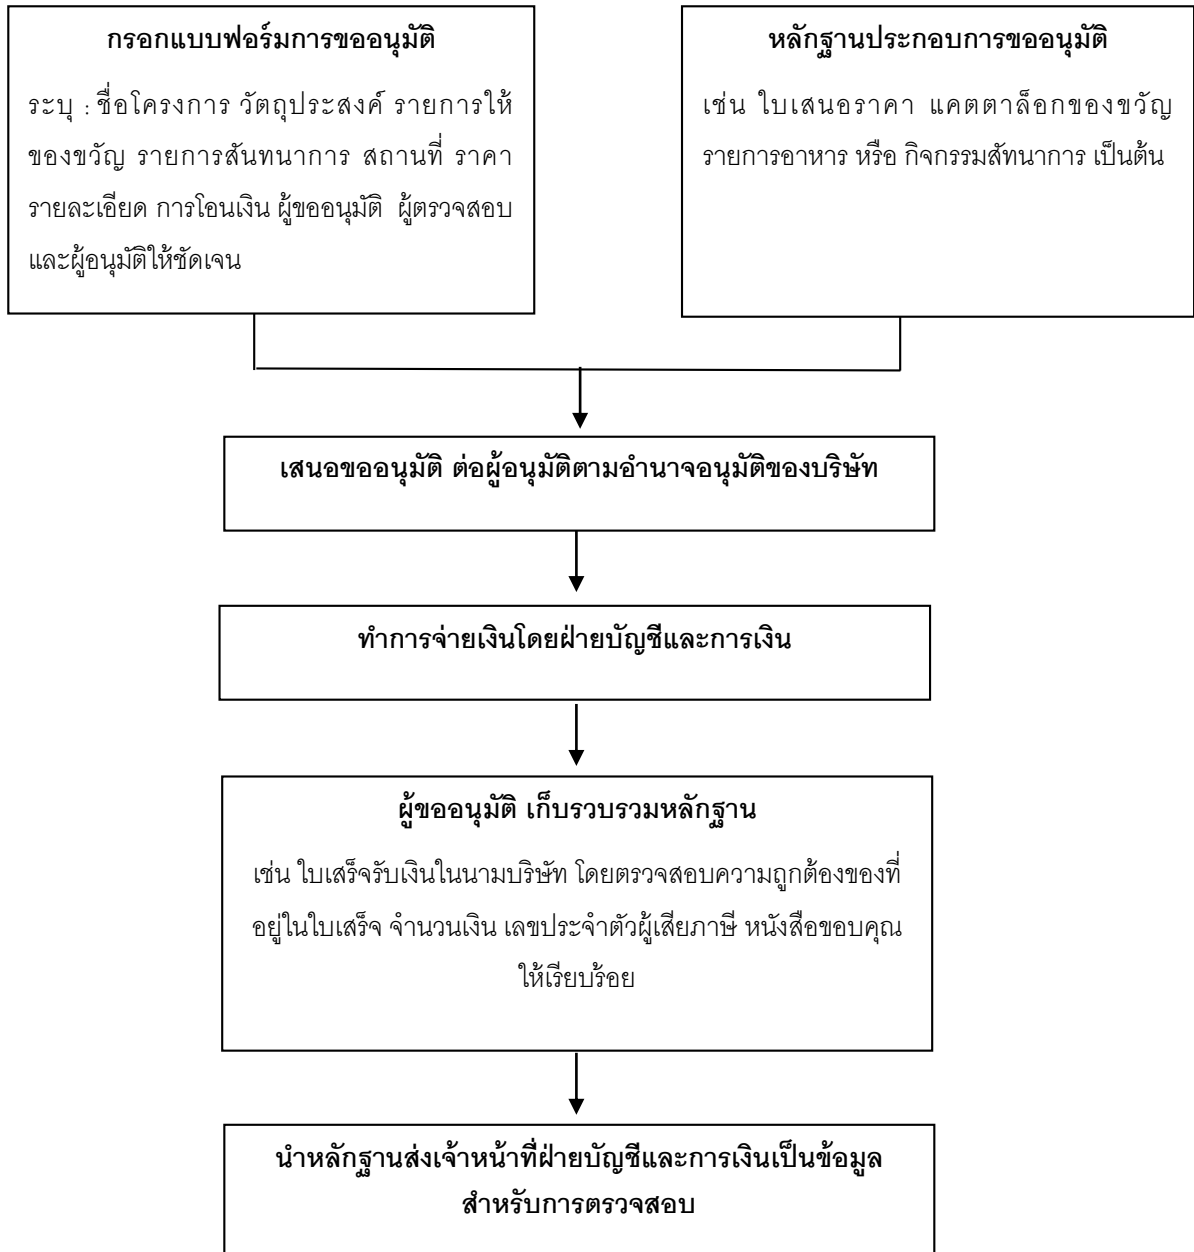 กรอกแบบฟอร์มการขออนุมัติ
ระบุ : ชื่อโครงการ วัตถุประสงค์ รายการให้
ของขวัญ รายการสันทนาการ สถานที่ ราคา
รายละเอียด การโอนเงิน ผู้ขออนุมัติ ผู้ตรวจสอบ
และผู้อนุมัติให้ชัดเจน
หลักฐานประกอบการขออนุมัติ
เช่น ใบเสนอราคา แคตตาล็อกของขวัญ
รายการอาหาร หรือ กิจกรรมสัทนาการ เป็นต้น
เสนอขออนุมัติ ต่อผู้อนุมัติตามอำนาจอนุมัติของบริษัท
ทำการจ่ายเงินโดยฝ่ายบัญชีและการเงิน
ผู้ขออนุมัติ เก็บรวบรวมหลักฐาน
เช่น ใบเสร็จรับเงินในนามบริษัท โดยตรวจสอบความถูกต้องของที่
อยู่ในใบเสร็จ จำนวนเงิน เลขประจำตัวผู้เสียภาษี หนังสือขอบคุณ
ให้เรียบร้อย
นำหลักฐานส่งเจ้าหน้าที่ฝ่ายบัญชีและการเงินเป็นข้อมูล
สำหรับการตรวจสอบ